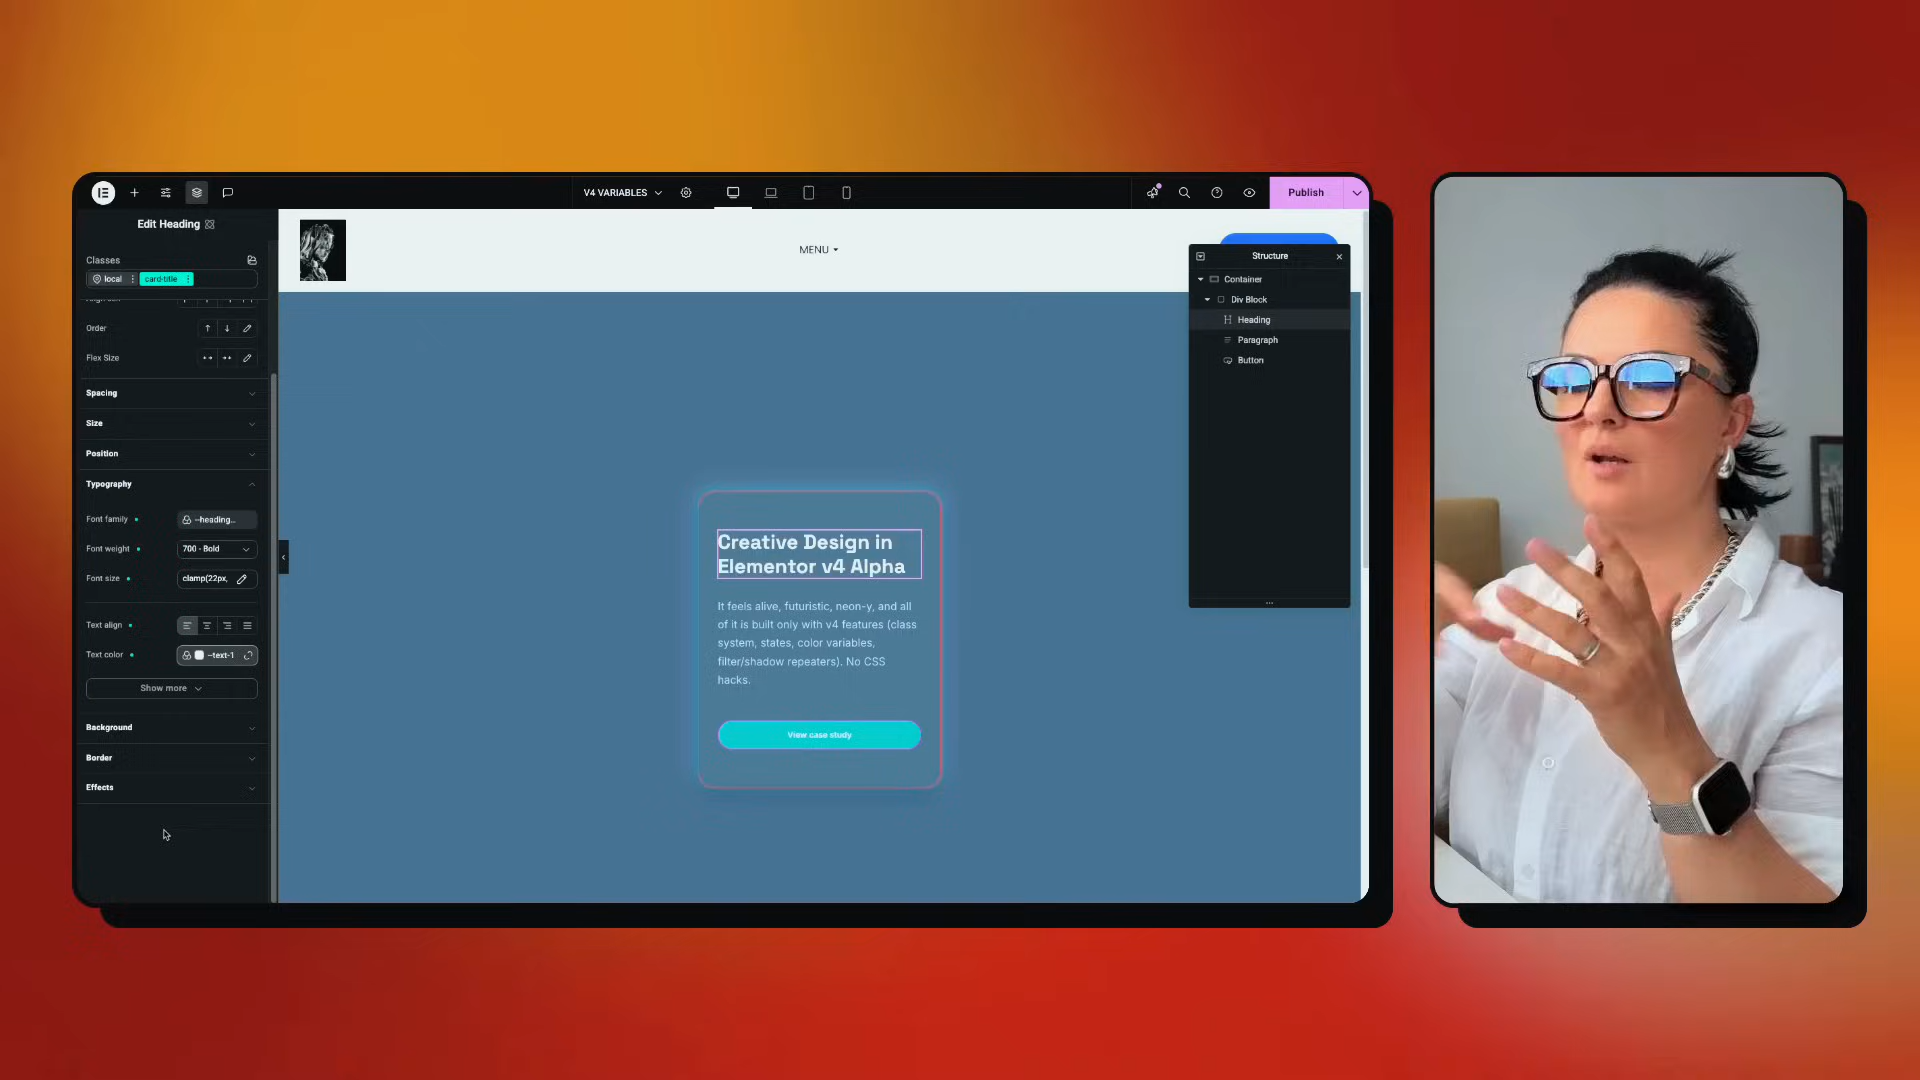 V4 VARIABLES
Publish
Edit Heading
Classes
local
card-title
Order
Flex Size
Spacing
Size
Position
Typography
Font family
--heading...
Font weight
700 - Bold
Font size
clamp(22px,
Text align
Text color
--text-1
Show more
Background
Border
Effects
MENU
Creative Design in
Elementor v4 Alpha
It feels alive, futuristic, neon-y, and all
of it is built only with v4 features (class
system, states, color variables,
filter/shadow repeaters). No CSS
hacks.
View case study
Structure
Container
Div Block
Heading
Paragraph
Button